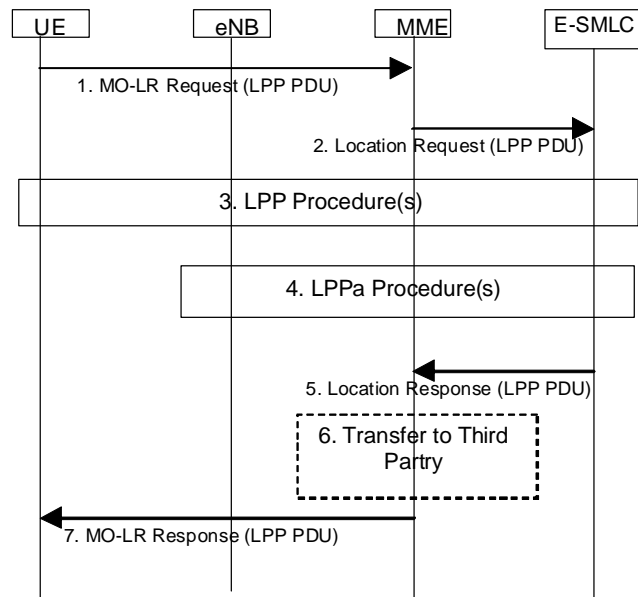 UE eNB MME E-SMLC
1. MO-LR Request (LPP PDU)
2. Location Request (LPP PDU)
3. LPP Procedure(s)
4. LPPa Procedure(s)
5. Location Response (LPP PDU)
6. Transfer to Third
Partry
7. MO-LR Response (LPP PDU)